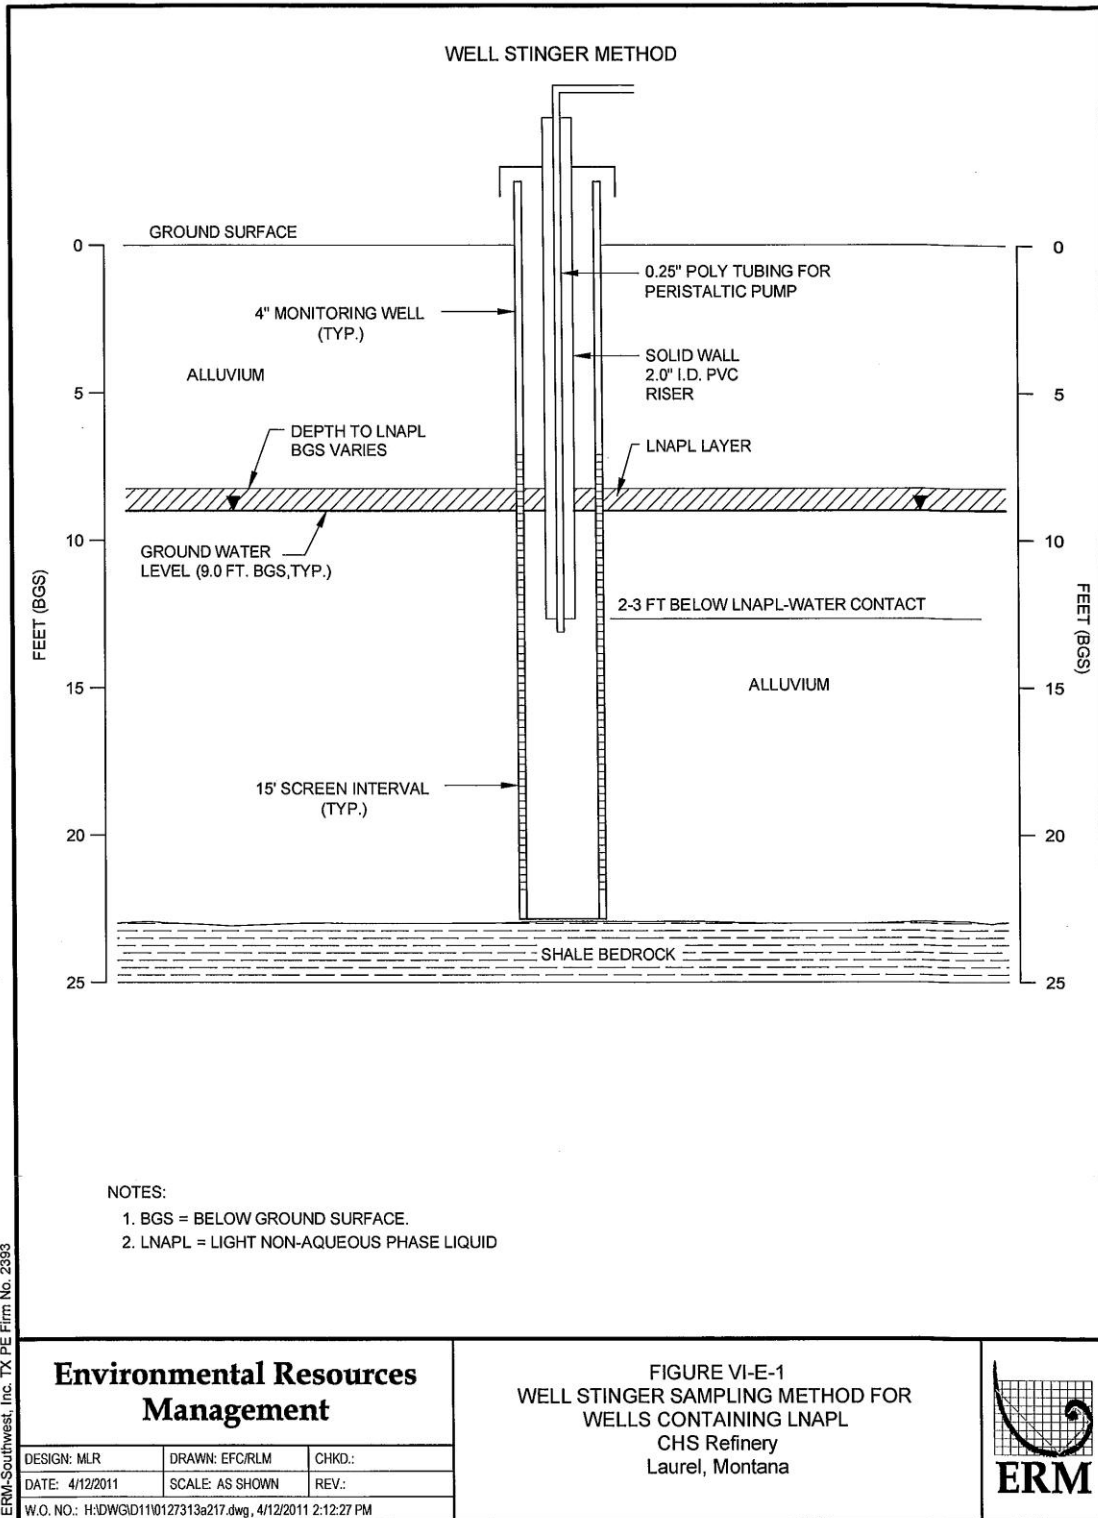 WELL STINGER METHOD
GROUND SURFACE
0
0
0.25" POLY TUBING FOR
PERISTALTIC PUMP
4" MONITORING WELL
(TYP.)
SOLID WALL
2.0" I.D. PVC
RISER
ALLUVIUM
5
5
DEPTH TO LNAPL
BGS VARIES
LNAPL LAYER
10
10
GROUND WATER
LEVEL (9.0 FT. BGS,TYP.)
FEET (BGS)
FEET (BGS)
2-3 FT BELOW LNAPL-WATER CONTACT
15
15
ALLUVIUM
15' SCREEN INTERVAL
(TYP.)
20
20
SHALE BEDROCK
25
25
NOTES:
1. BGS = BELOW GROUND SURFACE.
2. LNAPL = LIGHT NON-AQUEOUS PHASE LIQUID
ERM-Southwest, Inc. TX PE Firm No. 2393
Environmental Resources
Management
DESIGN: MLR
DRAWN: EFC/RLM
CHKD.:
DATE: 4/12/2011
SCALE: AS SHOWN
REV.:
W.O. NO.: H:\DWG\D11\0127313a217.dwg, 4/12/2011 2:12:27 PM
FIGURE VI-E-1
WELL STINGER SAMPLING METHOD FOR
WELLS CONTAINING LNAPL
CHS Refinery
Laurel, Montana
ERM